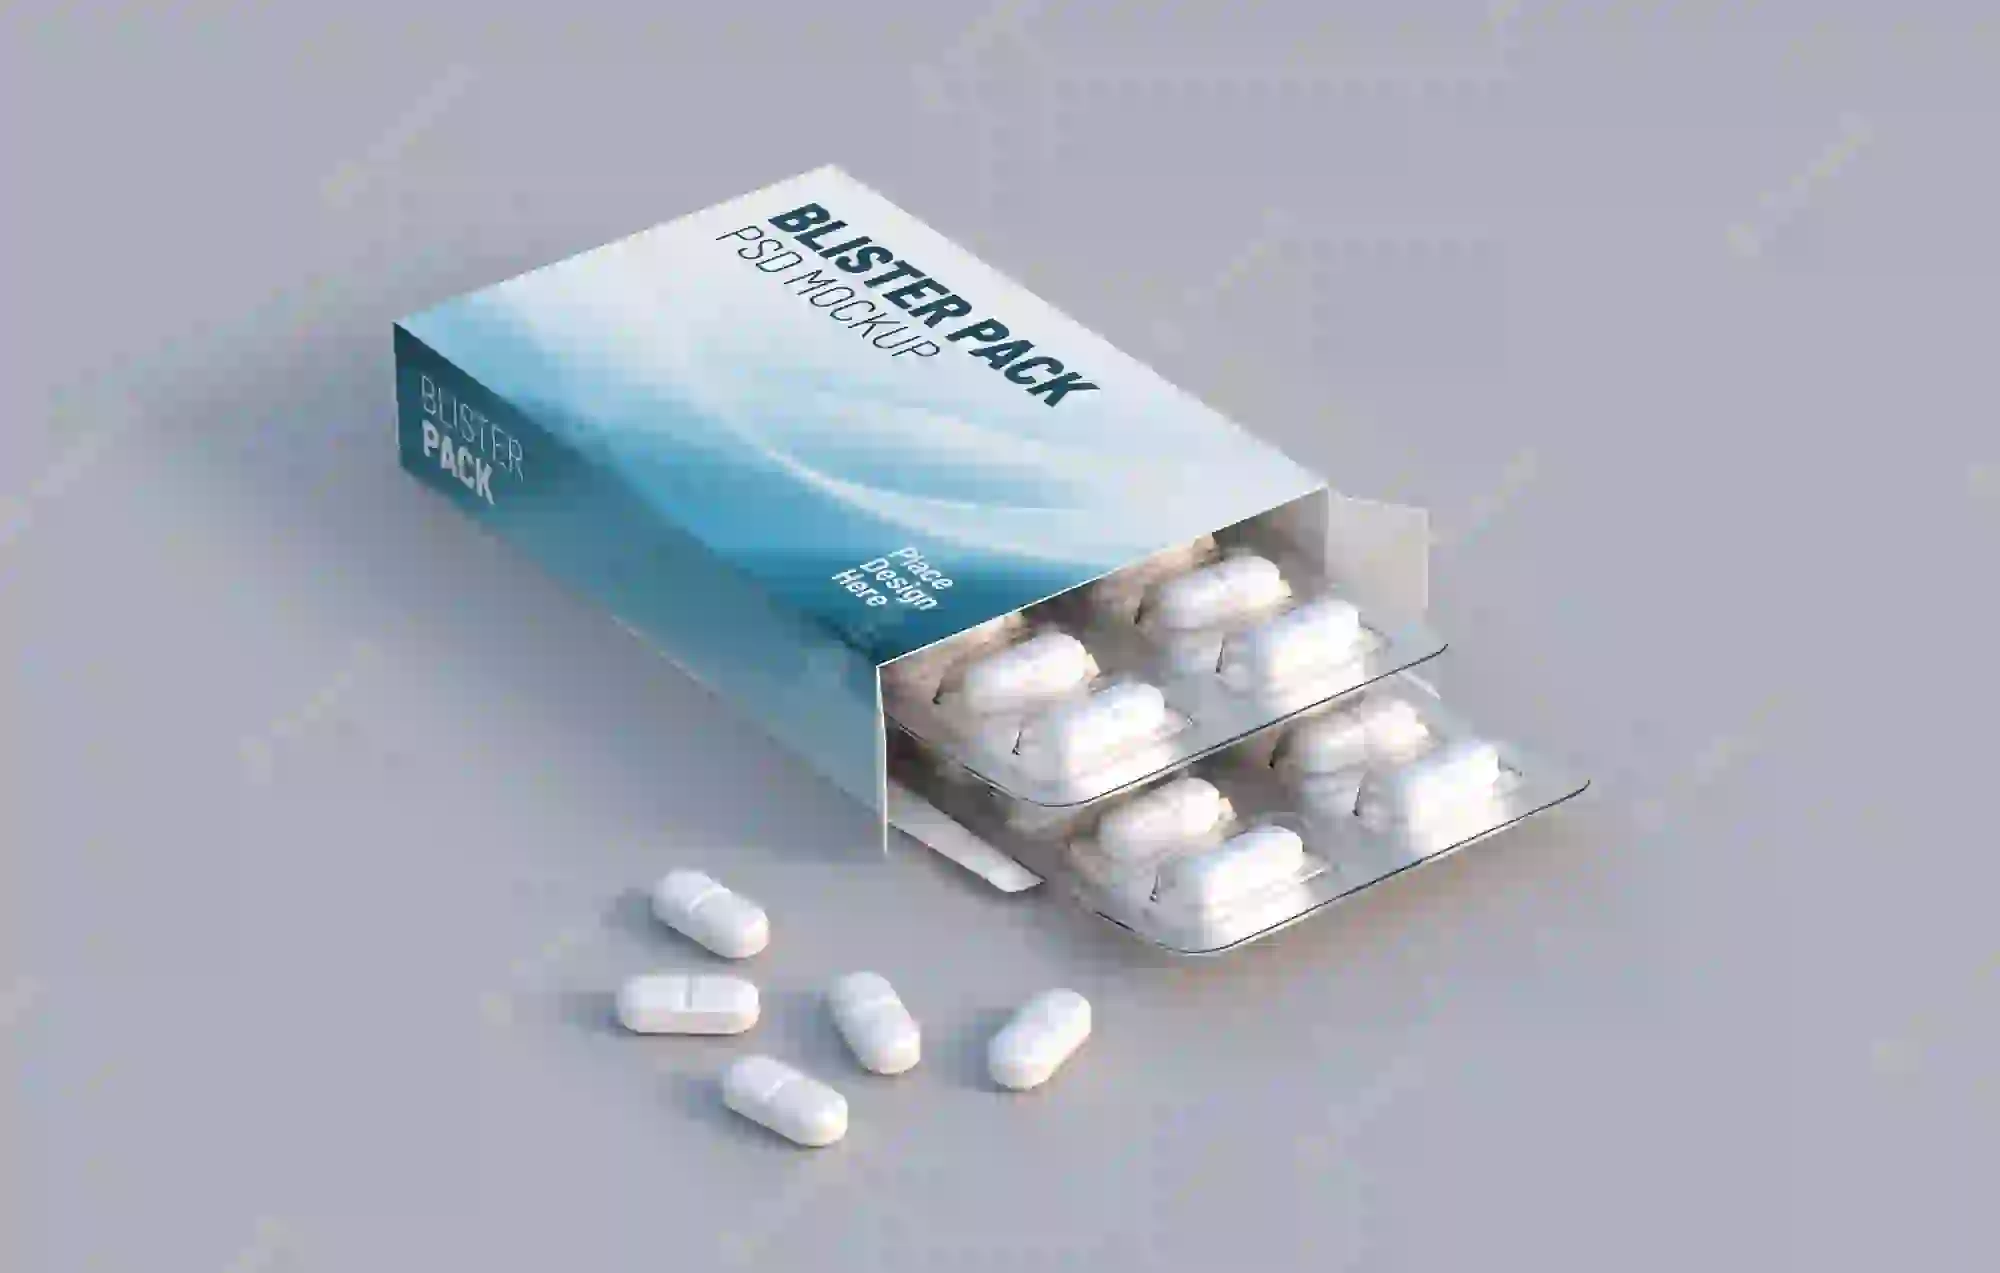 BLISTER PACK
PSD MOCKUP
BLISTER
PACK
Place
Design
Here